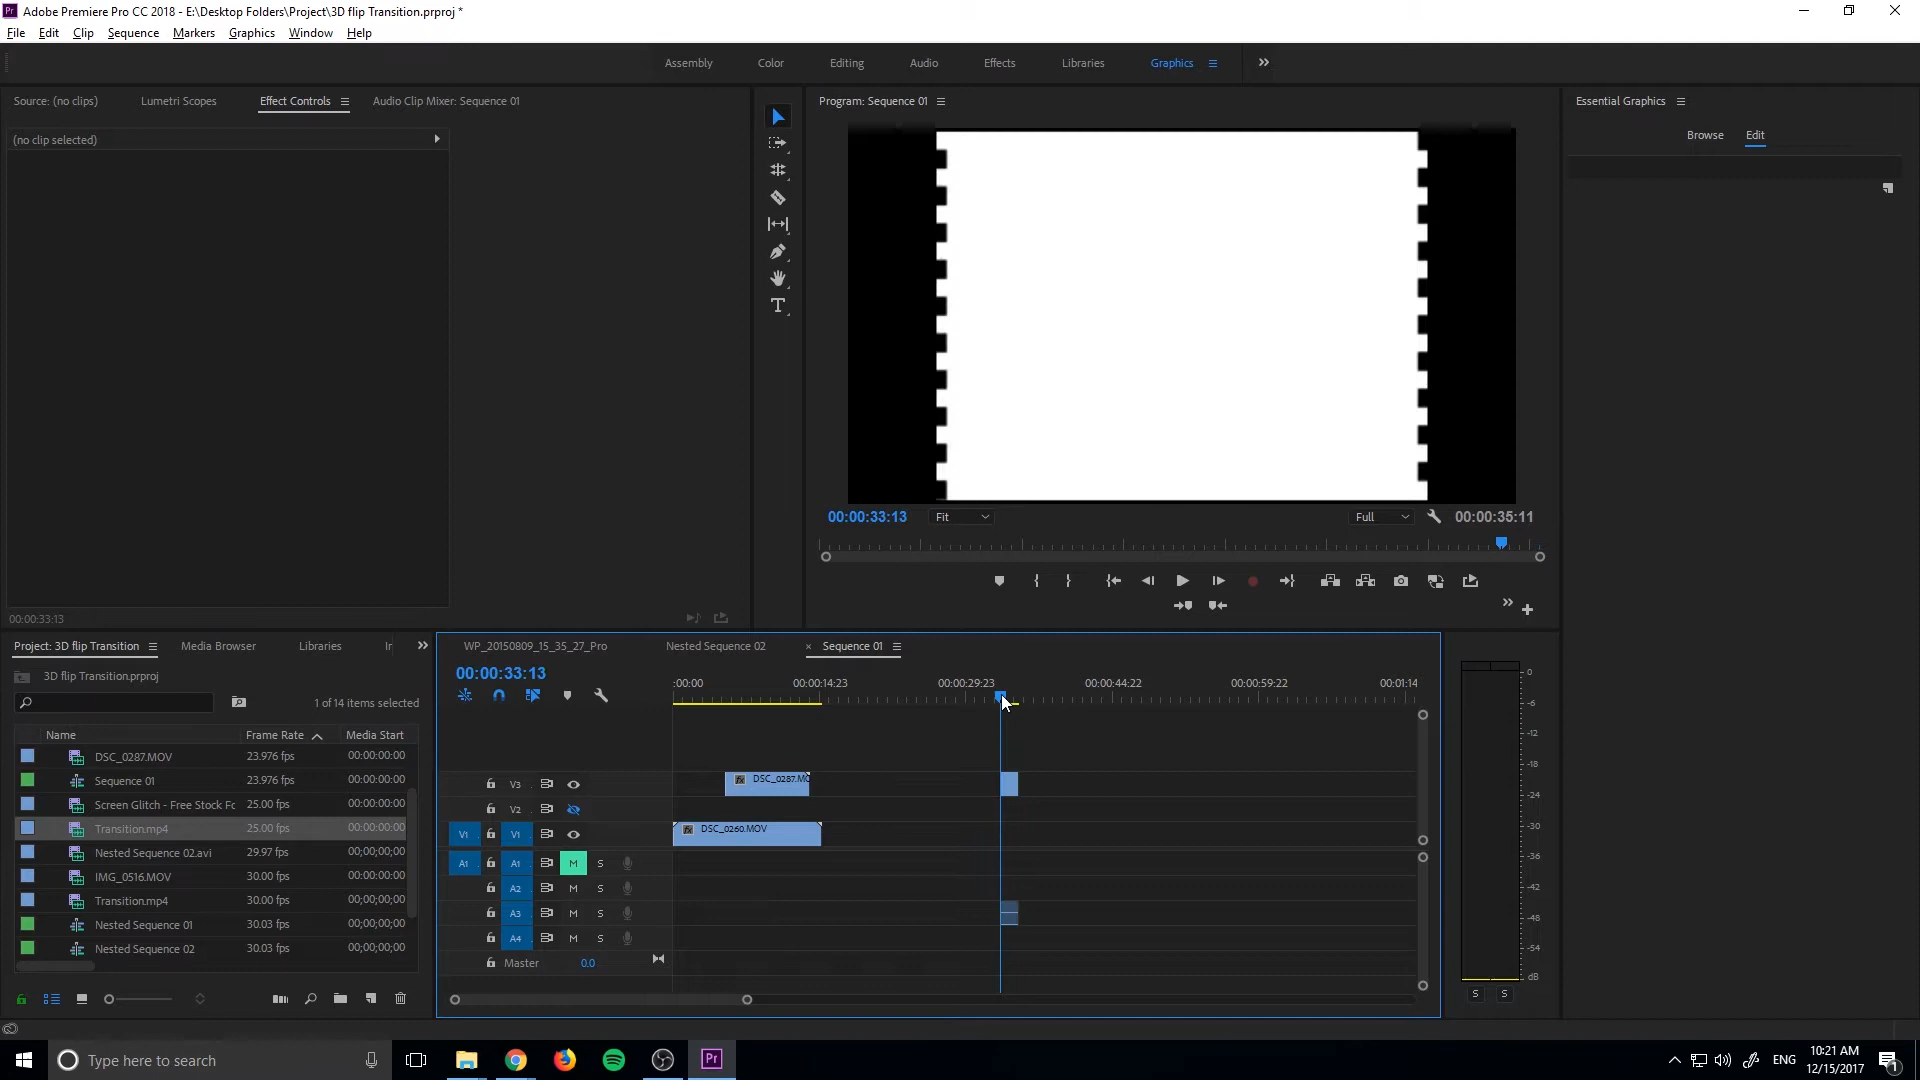 Adobe Premiere Pro CC 2018 - E:\Desktop Folders\Project\3D flip Transition.prproj *
File Edit Clip Sequence Markers Graphics Window Help
Assembly Color Editing Audio Effects Libraries Graphics
Source: (no clips) Lumetri Scopes Effect Controls Audio Clip Mixer: Sequence 01
Program: Sequence 01
Essential Graphics
(no clip selected)
Browse Edit
00:00:33:13 Fit Full 00:00:35:11
00:00:33:13
Project: 3D flip Transition Media Browser Libraries Ir
WP_20150809_15_35_27_Pro Nested Sequence 02 × Sequence 01
3D flip Transition.prproj
00:00:33:13
1 of 14 items selected
:00:00 00:00:14:23 00:00:29:23 00:00:44:22 00:00:59:22 00:01:14
Name Frame Rate Media Start
DSC_0287.MOV 23.976 fps 00:00:00:00
Sequence 01 23.976 fps 00:00:00:00
Screen Glitch - Free Stock Fc 25.00 fps 00:00:00:00
Transition.mp4 25.00 fps 00:00:00:00
Nested Sequence 02.avi 29.97 fps 00;00;00;00
IMG_0516.MOV 30.00 fps 00:00:00:00
Transition.mp4 30.00 fps 00;00;00;00
Nested Sequence 01 30.03 fps 00;00;00;00
Nested Sequence 02 30.03 fps 00;00;00;00
V3 fx DSC_0287.MO
V2
V1 V1 fx DSC_0260.MOV
A1 A1 M S
A2 M S
A3 M S
A4 M S
Master 0.0
0
-6
-12
-18
-24
-30
-36
-42
-48
-54
dB
S S
Type here to search
Pr
ENG
10:21 AM
12/15/2017
1